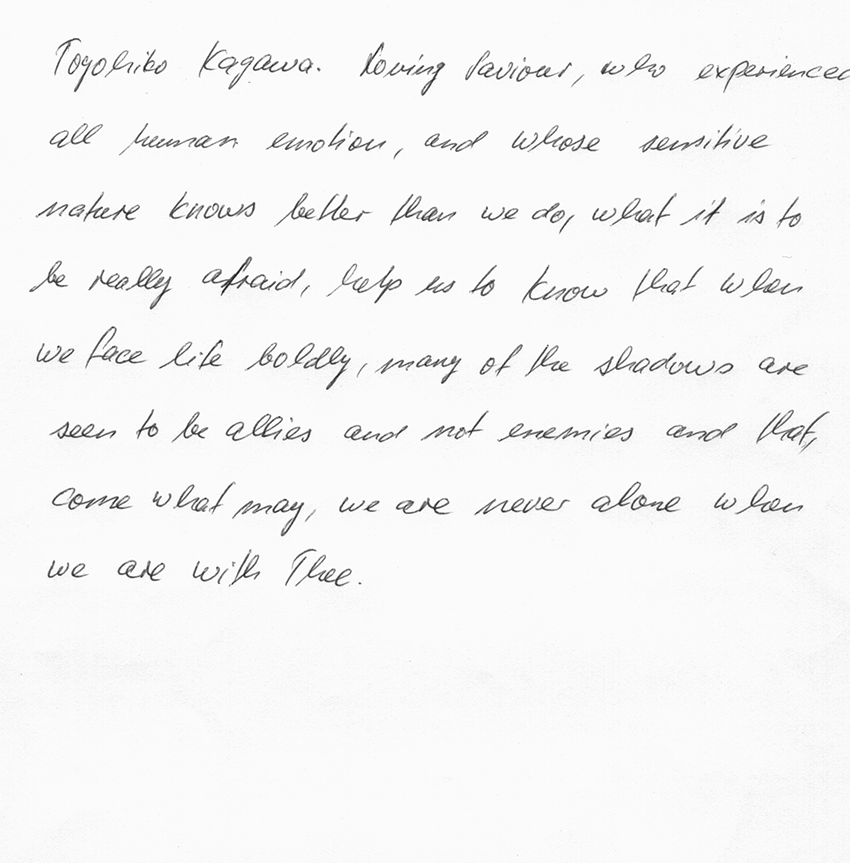 Toyohiko Kagawa. Loving Saviour, who experienced
all human emotion, and whose sensitive
nature knows better than we do, what it is to
be really afraid, help us to know that when
we face life boldly, many of the shadows are
seen to be allies and not enemies and that,
come what may, we are never alone when
we are with Thee.